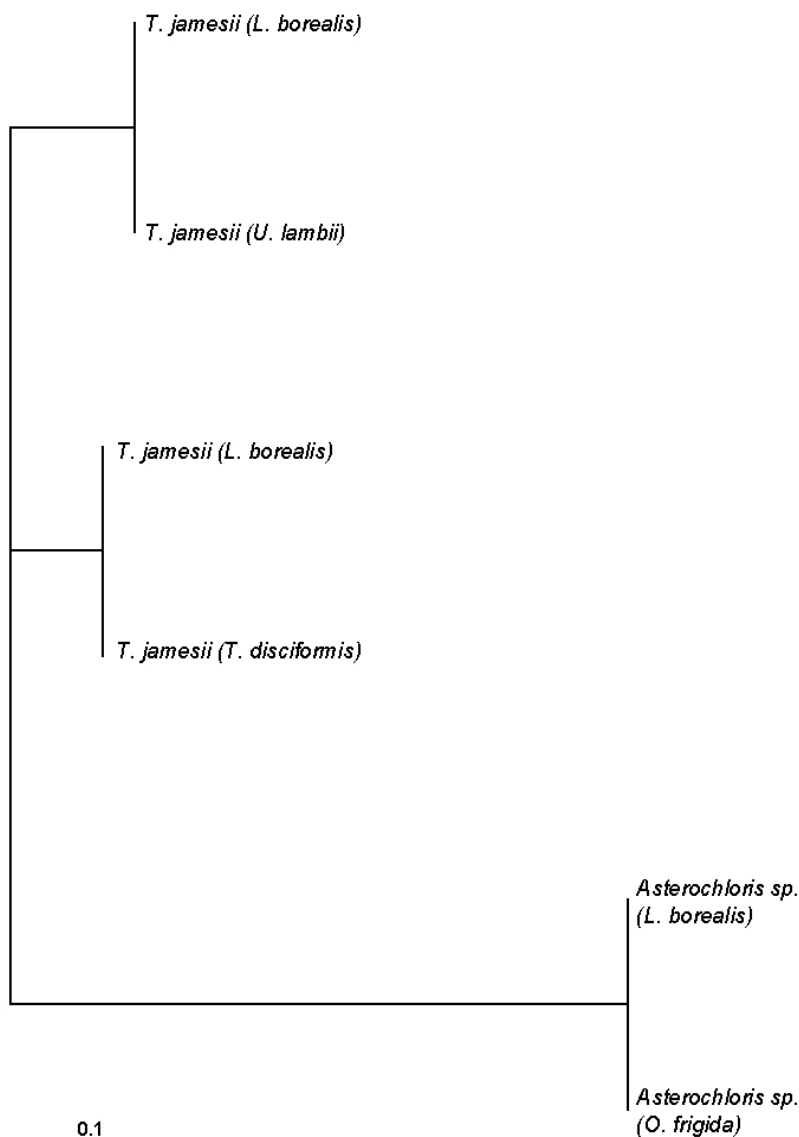 T. jamesii (L. borealis)
T. jamesii (U. lambii)
T. jamesii (L. borealis)
T. jamesii (T. disciformis)
Asterochloris sp.
(L. borealis)
Asterochloris sp.
(O. frigida)
0.1